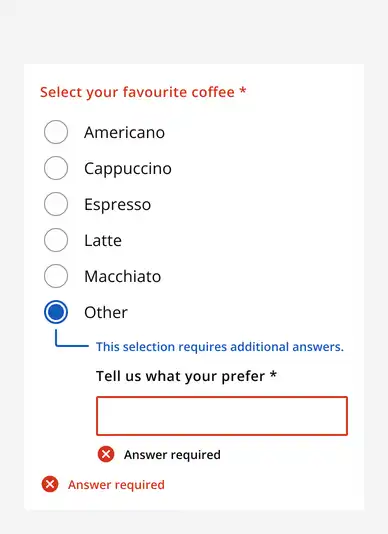 Select your favourite coffee *
Americano
Cappuccino
Espresso
Latte
Macchiato
Other
This selection requires additional answers.
Tell us what your prefer *
Answer required
Answer required